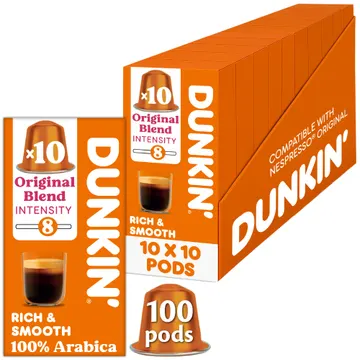 x10
Original
Blend
INTENSITY
8
DUNKIN'
RICH &
SMOOTH
100% Arabica
x10
Original
Blend
INTENSITY
8
DUNKIN'
RICH &
SMOOTH
10 X 10
PODS
COMPATIBLE WITH
NESPRESSO® ORIGINAL
DUNKIN'
100
pods